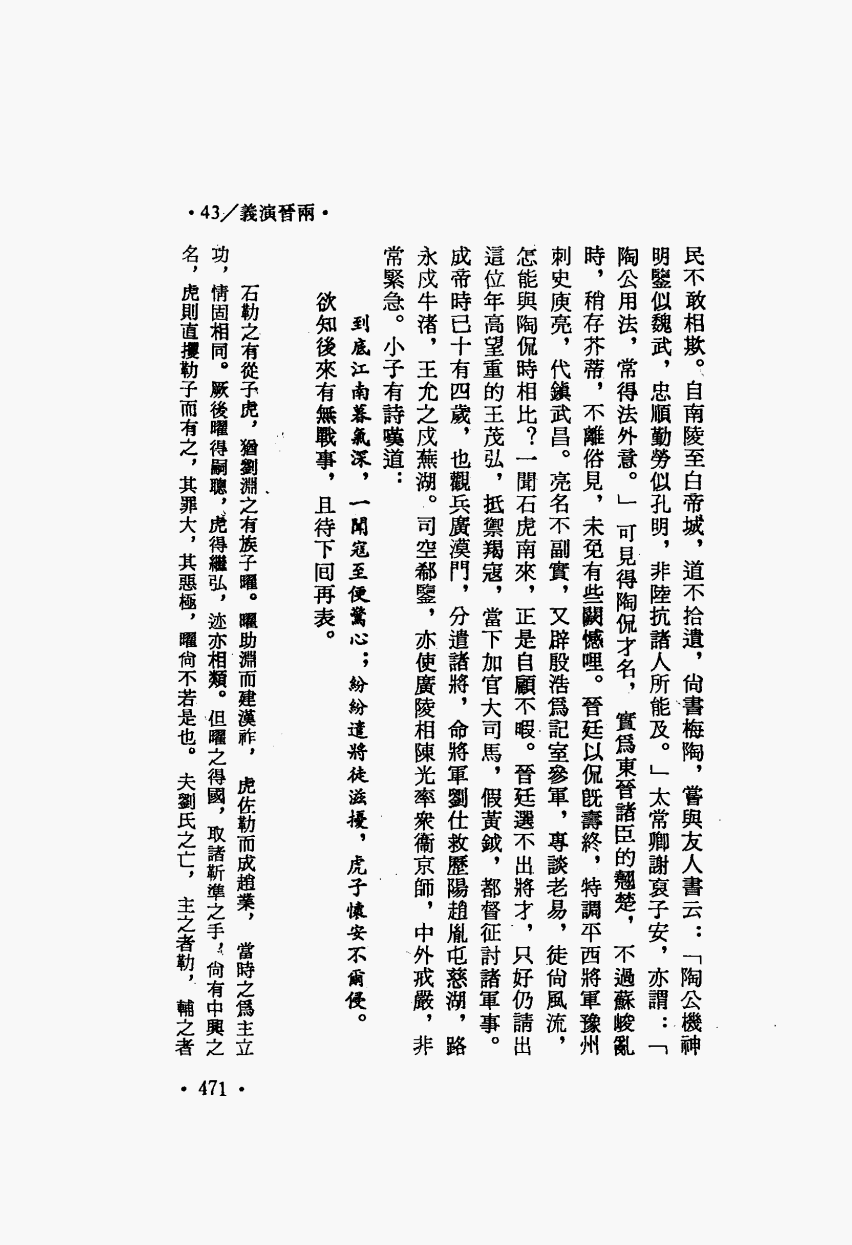 •43／義演晉兩•
民不敢相欺。自南陵至白帝城，道不拾遺，尙書梅陶，嘗與友人書云：「陶公機神
明鑒似魏武，忠順勤勞似孔明，非陸抗諸人所能及。」太常卿謝裒子安，亦謂：「
陶公用法，常得法外意。」可見得陶侃才名，實爲東晉諸臣的翹楚，不過蘇峻亂
時，稍存芥蒂，不離俗見，未免有些闕憾哩。晉廷以侃旣壽終，特調平西將軍豫州
刺史庾亮，代鎮武昌。亮名不副實，又辟殷浩爲記室參軍，專談老易，徒尙風流，
怎能與陶侃時相比？一聞石虎南來，正是自顧不暇。晉廷選不出將才，只好仍請出
這位年高望重的王茂弘，抵禦羯寇，當下加官大司馬，假黃鉞，都督征討諸軍事。
成帝時已十有四歲，也觀兵廣漠門，分遣諸將，命將軍劉仕救歷陽趙胤屯慈湖，路
永戍牛渚，王允之戍蕪湖。司空郗鑒，亦使廣陵相陳光率衆衞京師，中外戒嚴，非
常緊急。小子有詩嘆道：
到底江南暮氣深，一聞寇至便驚心；紛紛遣將徒滋擾，虎子懷安不爾侵。
欲知後來有無戰事，且待下回再表。
石勒之有從子虎，猶劉淵之有族子曜。曜助淵而建漢祚，虎佐勒而成趙業，當時之爲主立
功，情固相同。厥後曜得嗣聰，虎得繼弘，迹亦相類。但曜之得國，取諸靳準之手，尙有中興之
名，虎則直攫勒子而有之，其罪大，其惡極，曜尙不若是也。夫劉氏之亡，主之者勒，輔之者
•471•